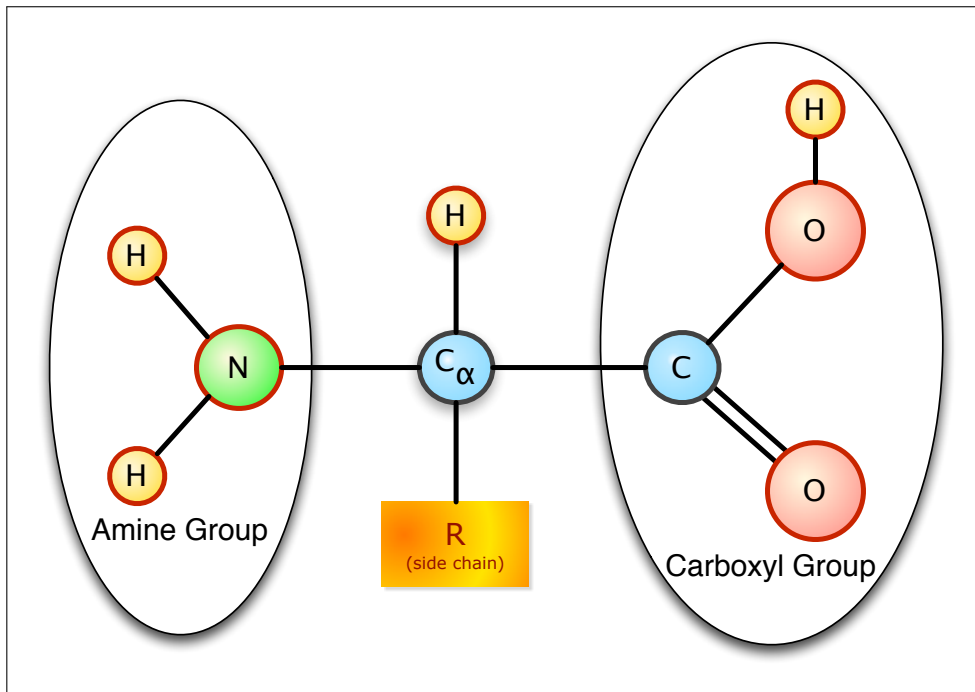 H
H
O
H
N
Cα
C
H
O
Amine Group
R
(side chain)
Carboxyl Group